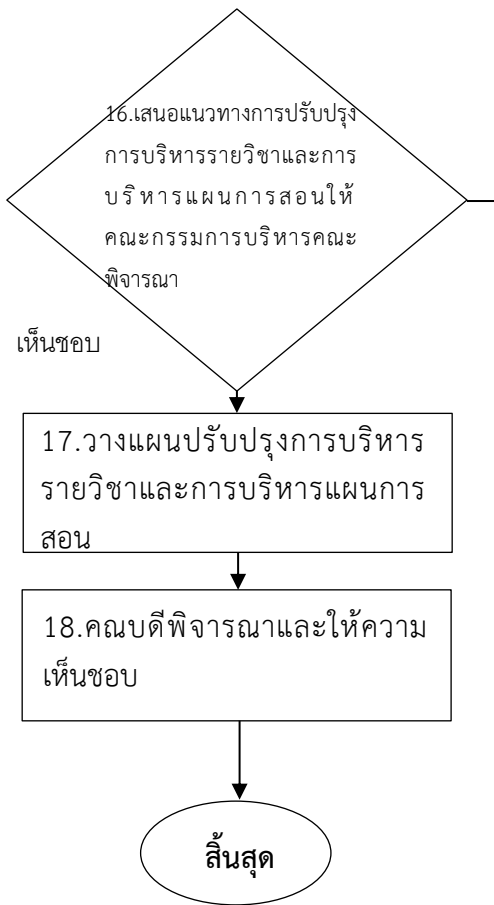 16.เสนอแนวทางการปรับปรุง
การบริหารรายวิชาและการ
บริหารแผนการสอนให้
คณะกรรมการบริหารคณะ
พิจารณา
เห็นชอบ
17.วางแผนปรับปรุงการบริหาร
รายวิชาและการบริหารแผนการ
สอน
18.คณบดีพิจารณาและให้ความ
เห็นชอบ
สิ้นสุด